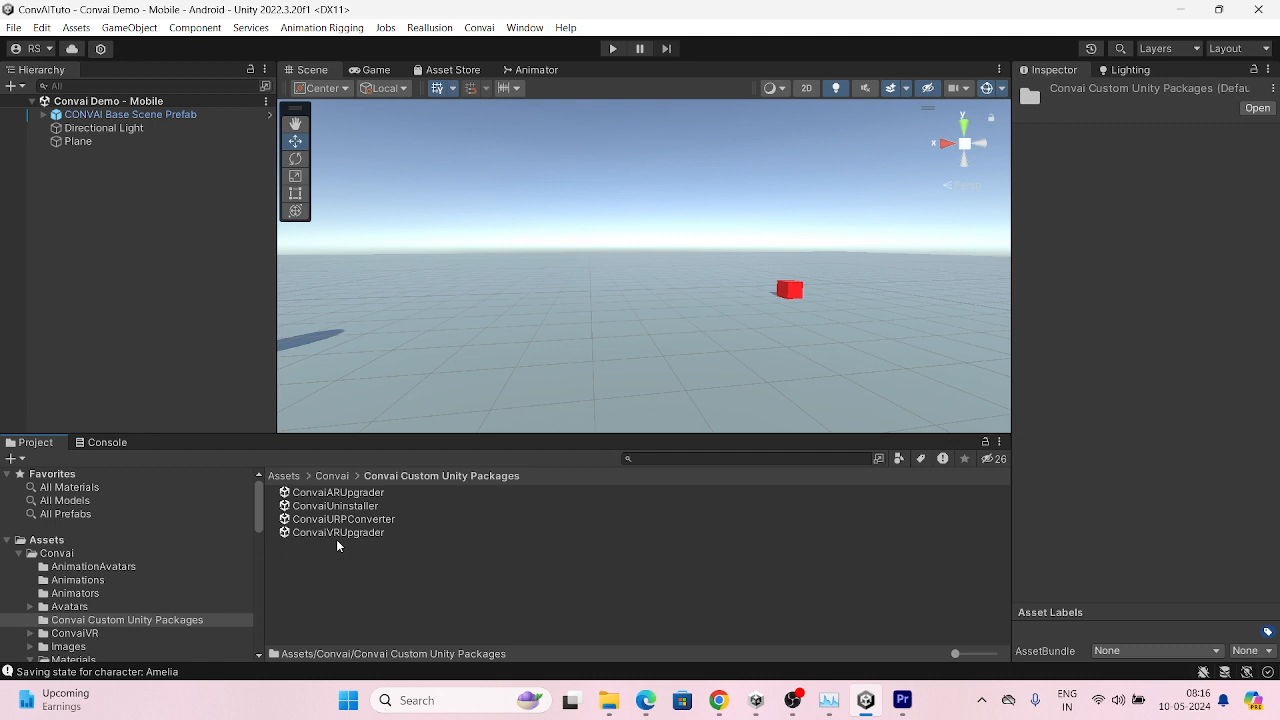 ConvAITuto - Convai Demo - Mobile - Android - Unity 2022.3.20f1 <DX11>
File Edit Assets GameObject Component Services Animation Rigging Jobs Reallusion Convai Window Help
RS Layers Layout
Hierarchy Scene Game Asset Store Animator Inspector Lighting
All Center Local 2D Convai Custom Unity Packages (Defau
Open
Convai Demo - Mobile
CONVAI Base Scene Prefab
Directional Light
Plane
y
x
Persp
Project Console
26
Favorites
All Materials
All Models
All Prefabs
Assets
Convai
AnimationAvatars
Animations
Animators
Avatars
Convai Custom Unity Packages
ConvaiVR
Images
Materials
Assets > Convai > Convai Custom Unity Packages
ConvaiARUpgrader
ConvaiUninstaller
ConvaiURPConverter
ConvaiVRUpgrader
Assets/Convai/Convai Custom Unity Packages
Asset Labels
AssetBundle None None
Saving state for character: Amelia
Upcoming
Earnings
Search
Pr
ENG
IN
08:16
10-05-2024
PRE